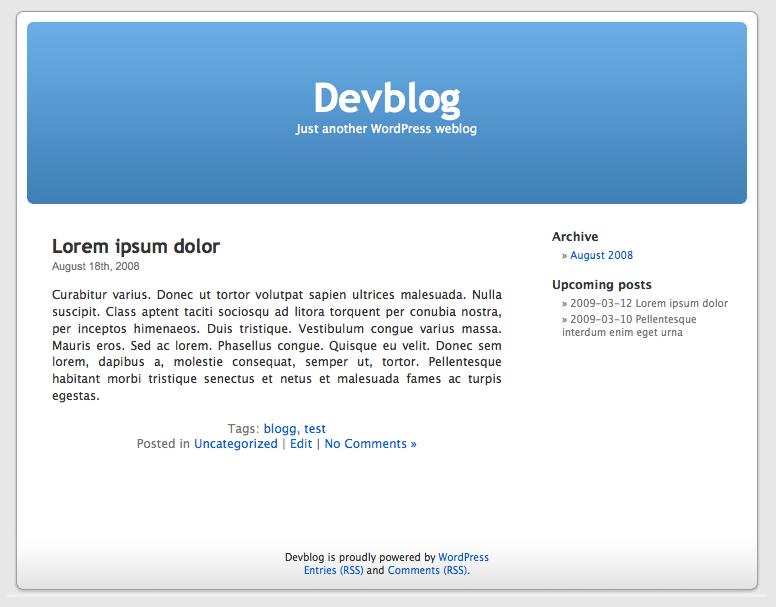 Devblog
Just another WordPress weblog
Lorem ipsum dolor
August 18th, 2008
Curabitur varius. Donec ut tortor volutpat sapien ultrices malesuada. Nulla
suscipit. Class aptent taciti sociosqu ad litora torquent per conubia nostra,
per inceptos himenaeos. Duis tristique. Vestibulum congue varius massa.
Mauris eros. Sed ac lorem. Phasellus congue. Quisque eu velit. Donec sem
lorem, dapibus a, molestie consequat, semper ut, tortor. Pellentesque
habitant morbi tristique senectus et netus et malesuada fames ac turpis
egestas.
Tags: blogg, test
Posted in Uncategorized | Edit | No Comments »
Archive
» August 2008
Upcoming posts
» 2009-03-12 Lorem ipsum dolor
» 2009-03-10 Pellentesque
interdum enim eget urna
Devblog is proudly powered by WordPress
Entries (RSS) and Comments (RSS).